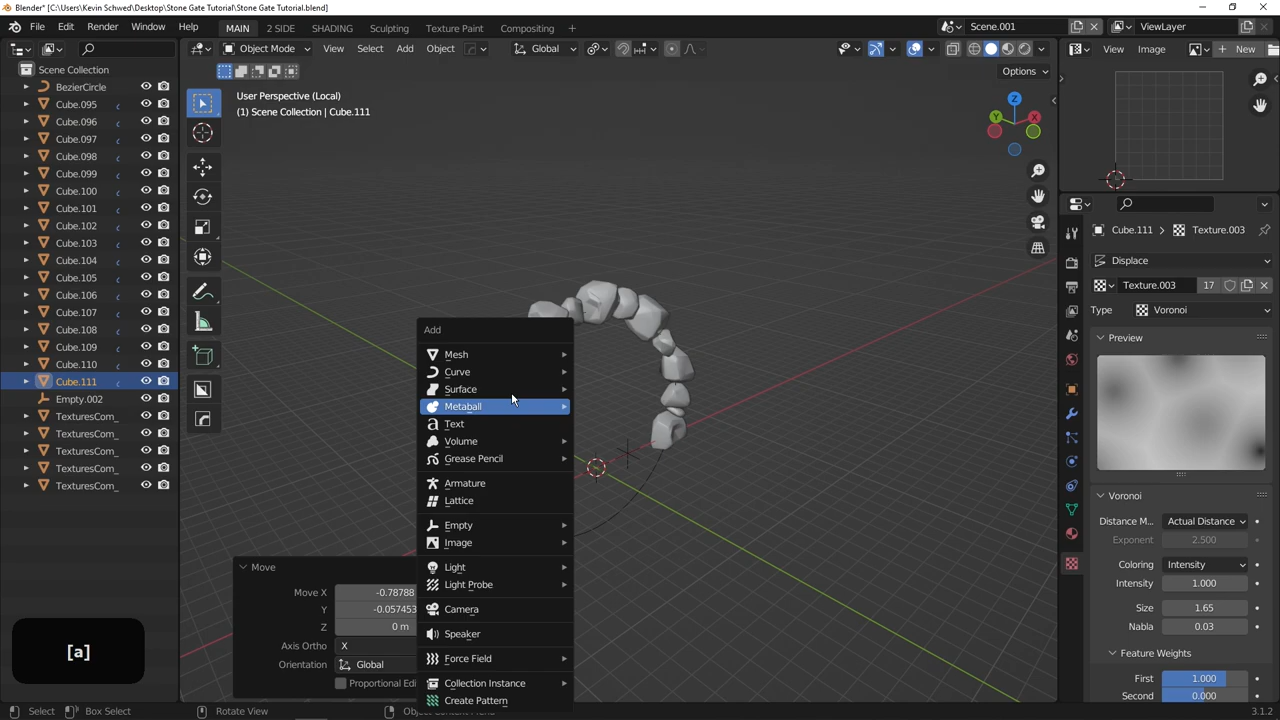 Blender* [C:\Users\Kevin Schwed\Desktop\Stone Gate Tutorial\Stone Gate Tutorial.blend]
File Edit Render Window Help MAIN 2 SIDE SHADING Sculpting Texture Paint Compositing + Scene.001 ViewLayer
Object Mode View Select Add Object Global View Image New
Options
Scene Collection
BezierCircle
Cube.095
Cube.096
Cube.097
Cube.098
Cube.099
Cube.100
Cube.101
Cube.102
Cube.103
Cube.104
Cube.105
Cube.106
Cube.107
Cube.108
Cube.109
Cube.110
Cube.111
Empty.002
TexturesCom_
TexturesCom_
TexturesCom_
TexturesCom_
TexturesCom_
User Perspective (Local)
(1) Scene Collection | Cube.111
Z
Y
X
Add
Mesh
Curve
Surface
Metaball
Text
Volume
Grease Pencil
Armature
Lattice
Empty
Image
Light
Light Probe
Camera
Speaker
Force Field
Collection Instance
Create Pattern
Move
Move X -0.78788
Y -0.057453
Z 0 m
Axis Ortho X
Orientation Global
Proportional Edi
[a]
Cube.111 > Texture.003
Displace
Texture.003 17
Type Voronoi
Preview
Voronoi
Distance M... Actual Distance
Exponent 2.500
Coloring Intensity
Intensity 1.000
Size 1.65
Nabla 0.03
Feature Weights
First 1.000
Second 0.000
Select Box Select Rotate View Object Context Menu 3.1.2